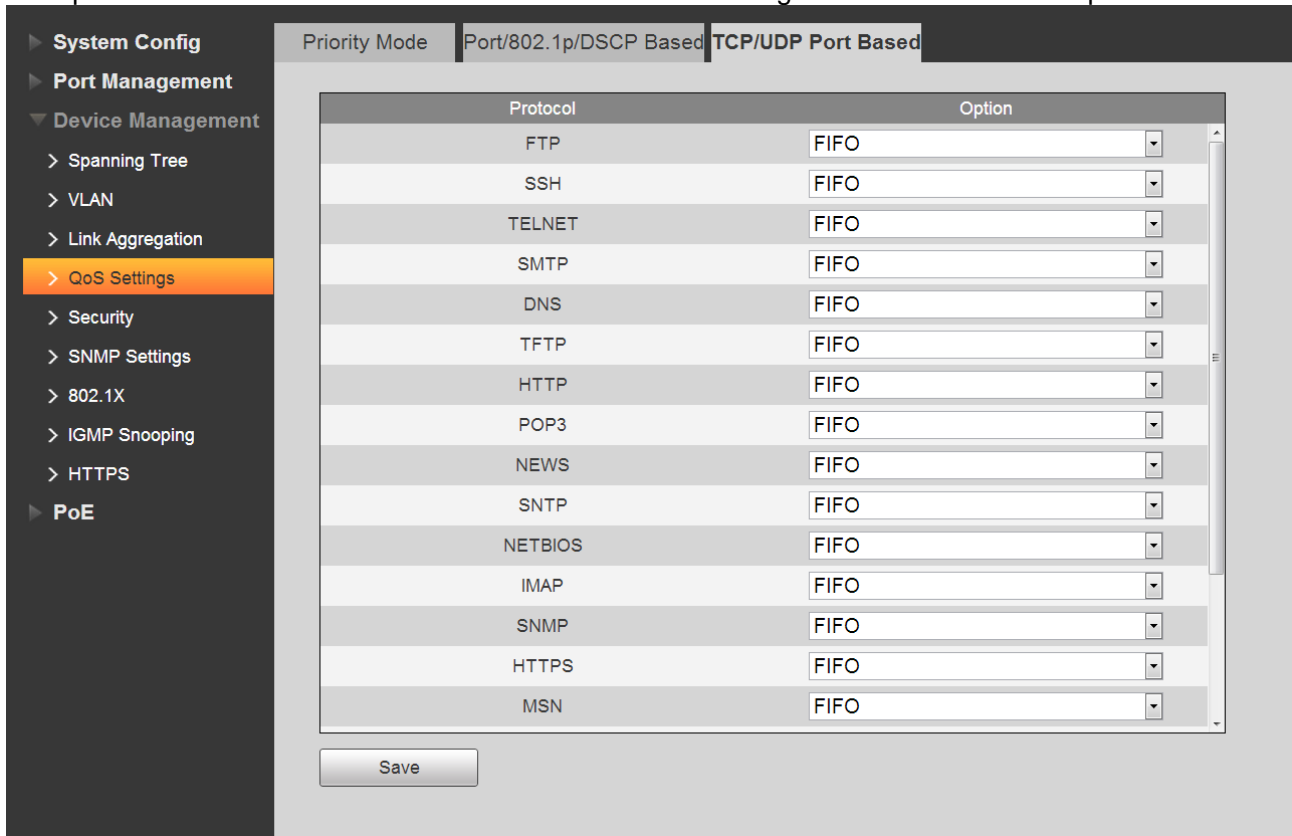 System Config
Port Management
Device Management
Spanning Tree
VLAN
Link Aggregation
QoS Settings
Security
SNMP Settings
802.1X
IGMP Snooping
HTTPS
PoE
Priority Mode Port/802.1p/DSCP Based TCP/UDP Port Based
Protocol Option
FTP FIFO
SSH FIFO
TELNET FIFO
SMTP FIFO
DNS FIFO
TFTP FIFO
HTTP FIFO
POP3 FIFO
NEWS FIFO
SNTP FIFO
NETBIOS FIFO
IMAP FIFO
SNMP FIFO
HTTPS FIFO
MSN FIFO
Save